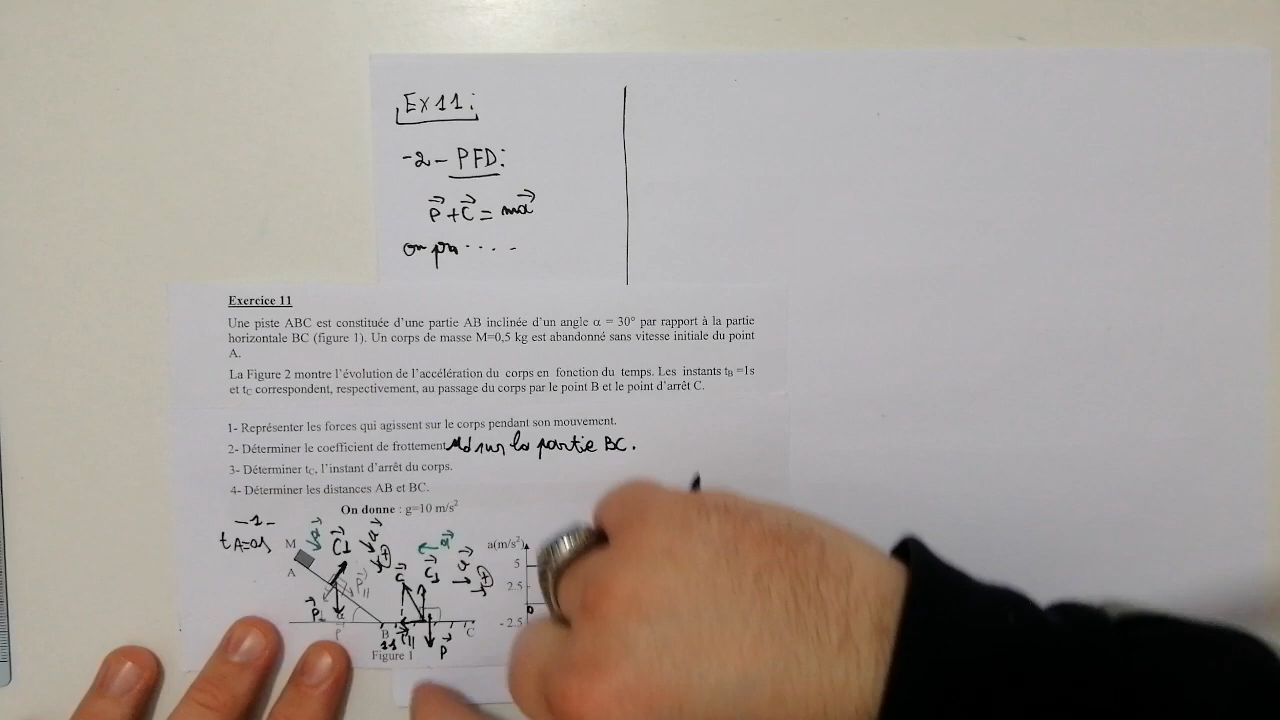 Ex 11:
-2- PFD:
P + C = ma
on pr....
Exercice 11
Une piste ABC est constituée d'une partie AB inclinée d'un angle α = 30° par rapport à la partie
horizontale BC (figure 1). Un corps de masse M=0,5 kg est abandonné sans vitesse initiale du point
A.
La Figure 2 montre l'évolution de l'accélération du corps en fonction du temps. Les instants tB =1s
et tC correspondent, respectivement, au passage du corps par le point B et le point d'arrêt C.
1- Représenter les forces qui agissent sur le corps pendant son mouvement.
2- Déterminer le coefficient de frottement μd sur la partie BC.
3- Déterminer tC, l'instant d'arrêt du corps.
4- Déterminer les distances AB et BC.
On donne : g=10 m/s²
-1-
tA=0s
M
A
P⊥
P//
α
P
B
C
P
Figure 1
a(m/s²)
5
2.5
0
-2.5